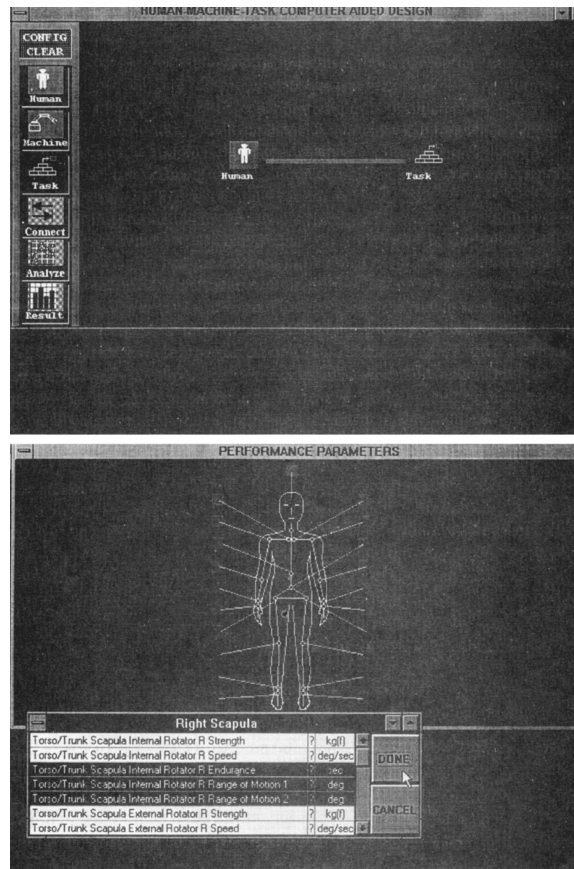 HUMAN-MACHINE-TASK COMPUTER AIDED DESIGN
CONFIG
CLEAR
Human
Machine
Task
Connect
Analyze
Result
Human
Task
PERFORMANCE PARAMETERS
Right Scapula
Torso/Trunk Scapula Internal Rotator R Strength ? kg(f)
Torso/Trunk Scapula Internal Rotator R Speed ? deg/sec
Torso/Trunk Scapula Internal Rotator R Endurance ? sec
Torso/Trunk Scapula Internal Rotator R Range of Motion 1 ? deg
Torso/Trunk Scapula Internal Rotator R Range of Motion 2 ? deg
Torso/Trunk Scapula External Rotator R Strength ? kg(f)
Torso/Trunk Scapula External Rotator R Speed ? deg/sec
DONE
CANCEL